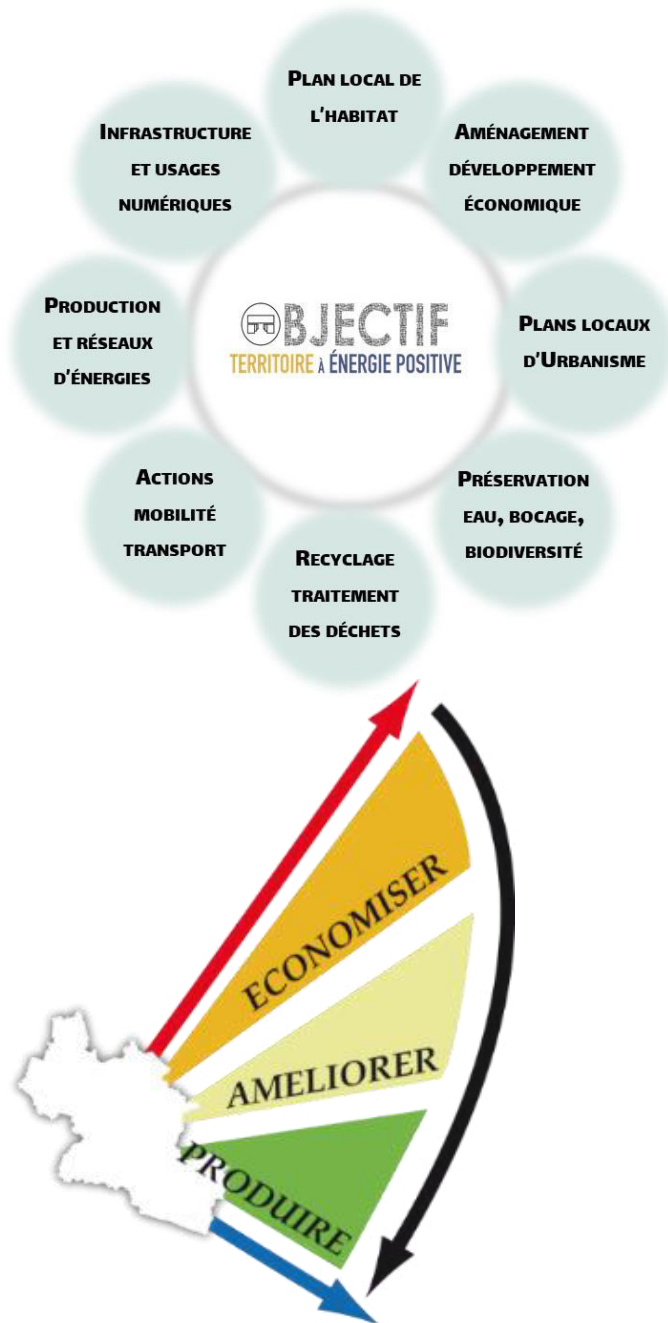 PLAN LOCAL DE
L'HABITAT
INFRASTRUCTURE
ET USAGES
NUMÉRIQUES
AMÉNAGEMENT
DÉVELOPPEMENT
ÉCONOMIQUE
PRODUCTION
ET RÉSEAUX
D'ÉNERGIES
OBJECTIF
TERRITOIRE À ÉNERGIE POSITIVE
PLANS LOCAUX
D'URBANISME
ACTIONS
MOBILITÉ
TRANSPORT
PRÉSERVATION
EAU, BOCAGE,
BIODIVERSITÉ
RECYCLAGE
TRAITEMENT
DES DÉCHETS
ECONOMISER
AMELIORER
PRODUIRE